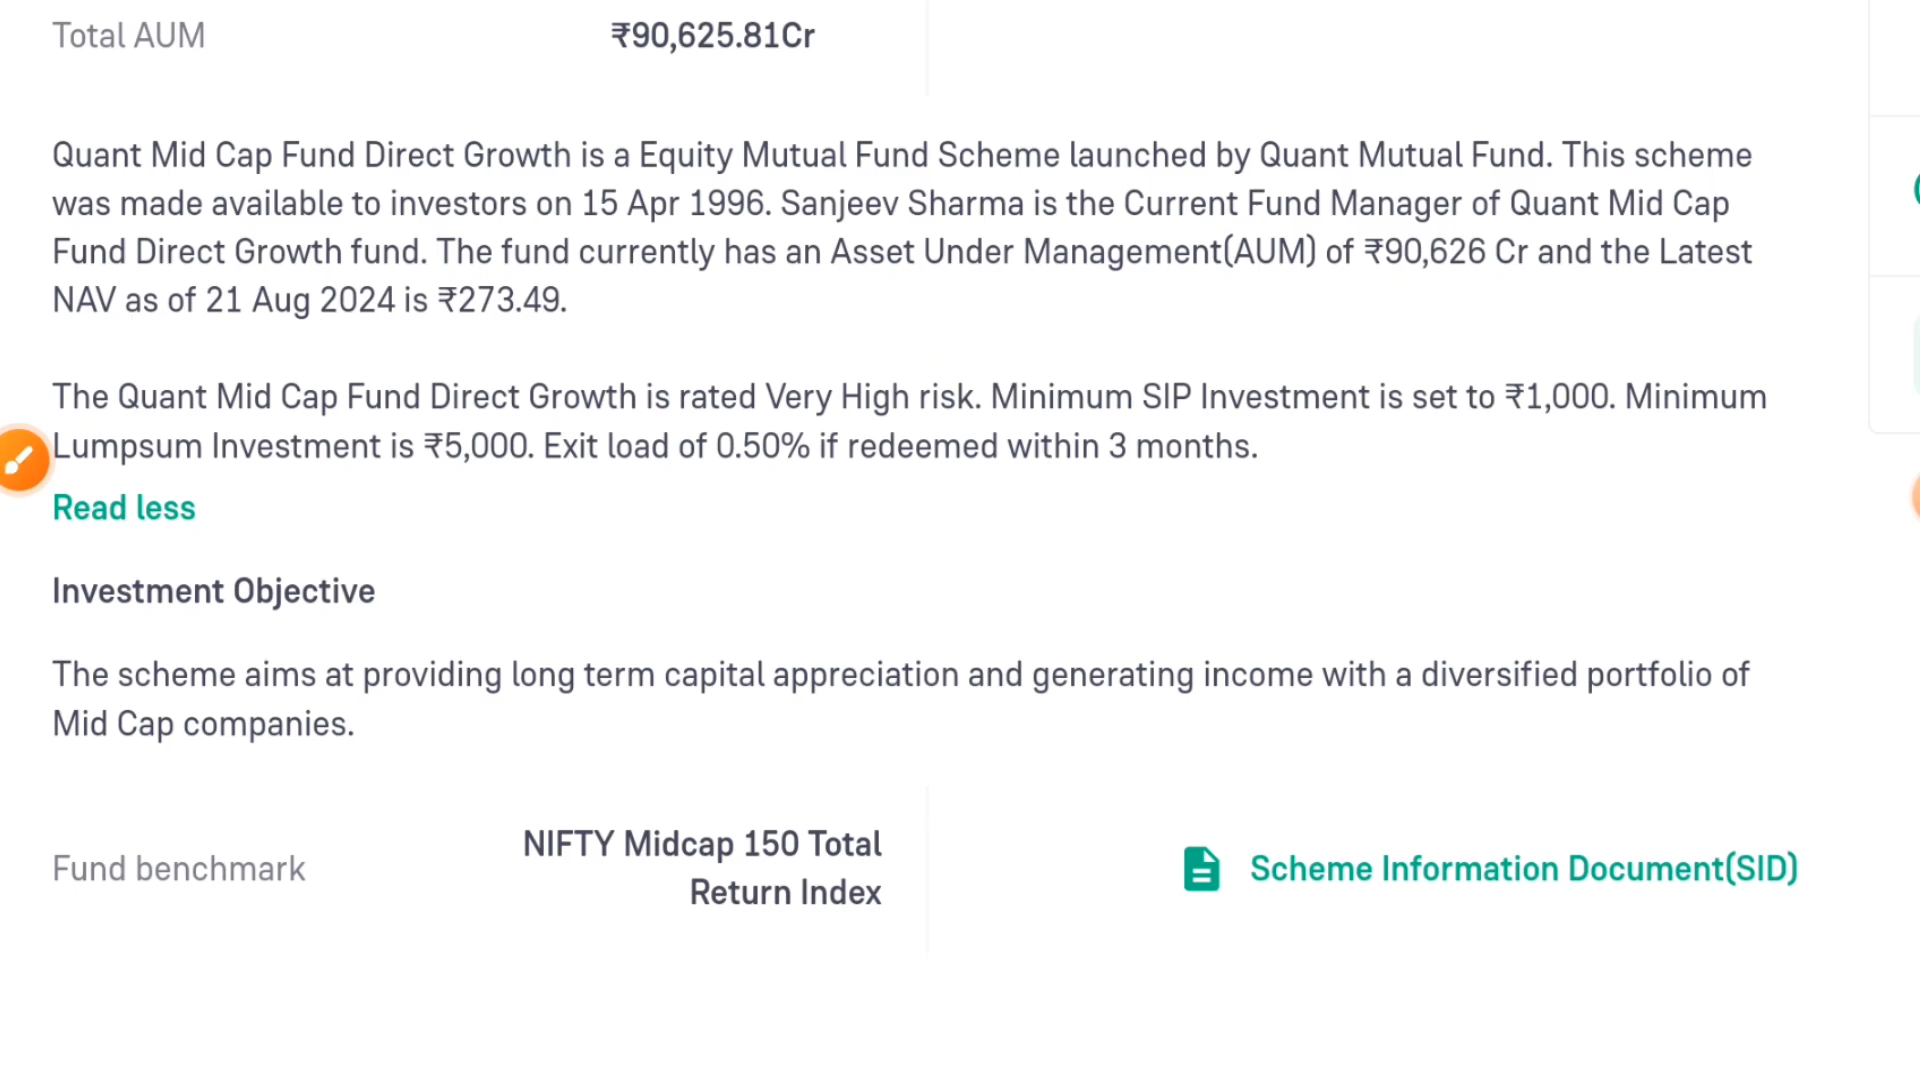 Total AUM ₹90,625.81Cr
Quant Mid Cap Fund Direct Growth is a Equity Mutual Fund Scheme launched by Quant Mutual Fund. This scheme
was made available to investors on 15 Apr 1996. Sanjeev Sharma is the Current Fund Manager of Quant Mid Cap
Fund Direct Growth fund. The fund currently has an Asset Under Management(AUM) of ₹90,626 Cr and the Latest
NAV as of 21 Aug 2024 is ₹273.49.
The Quant Mid Cap Fund Direct Growth is rated Very High risk. Minimum SIP Investment is set to ₹1,000. Minimum
Lumpsum Investment is ₹5,000. Exit load of 0.50% if redeemed within 3 months.
Read less
Investment Objective
The scheme aims at providing long term capital appreciation and generating income with a diversified portfolio of
Mid Cap companies.
Fund benchmark
NIFTY Midcap 150 Total
Return Index
Scheme Information Document(SID)